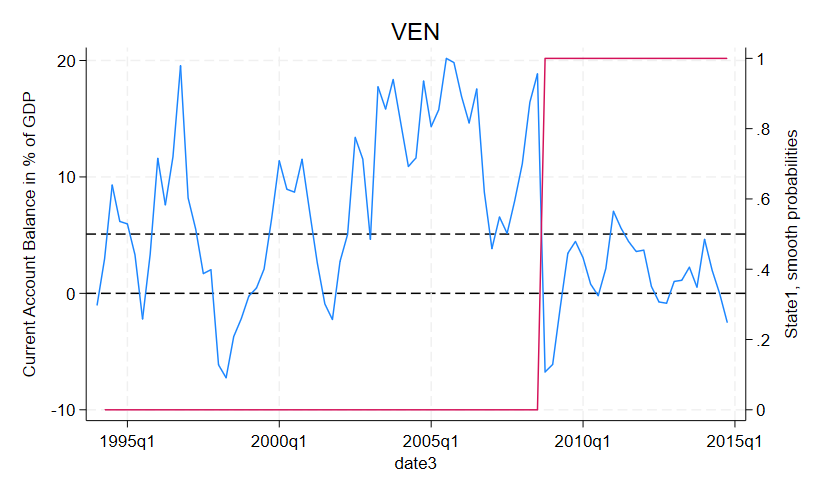 VEN
Current Account Balance in % of GDP
20
10
0
-10
1995q1 2000q1 2005q1 2010q1 2015q1
date3
1
.8
.6
.4
.2
0
State1, smooth probabilities